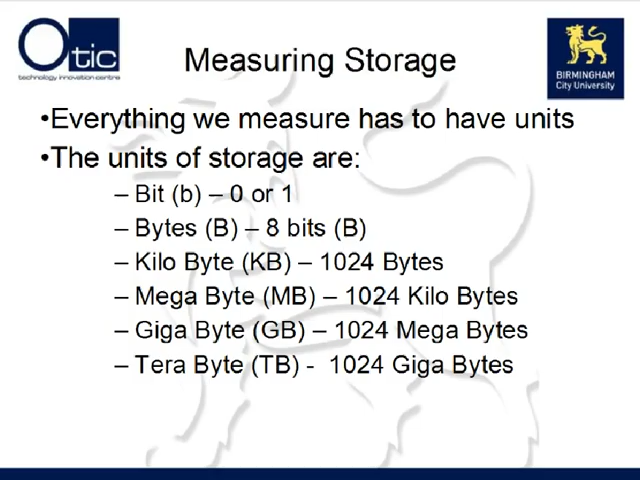 Otic
technology innovation centre
Measuring Storage
BIRMINGHAM
City University
•Everything we measure has to have units
•The units of storage are:
– Bit (b) – 0 or 1
– Bytes (B) – 8 bits (B)
– Kilo Byte (KB) – 1024 Bytes
– Mega Byte (MB) – 1024 Kilo Bytes
– Giga Byte (GB) – 1024 Mega Bytes
– Tera Byte (TB) - 1024 Giga Bytes